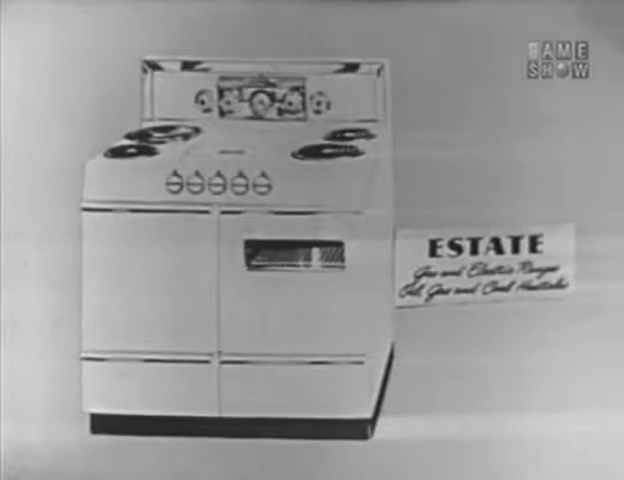 GAME
SHOW
ESTATE
Gas and Electric Ranges
Oil, Gas and Coal Heaters